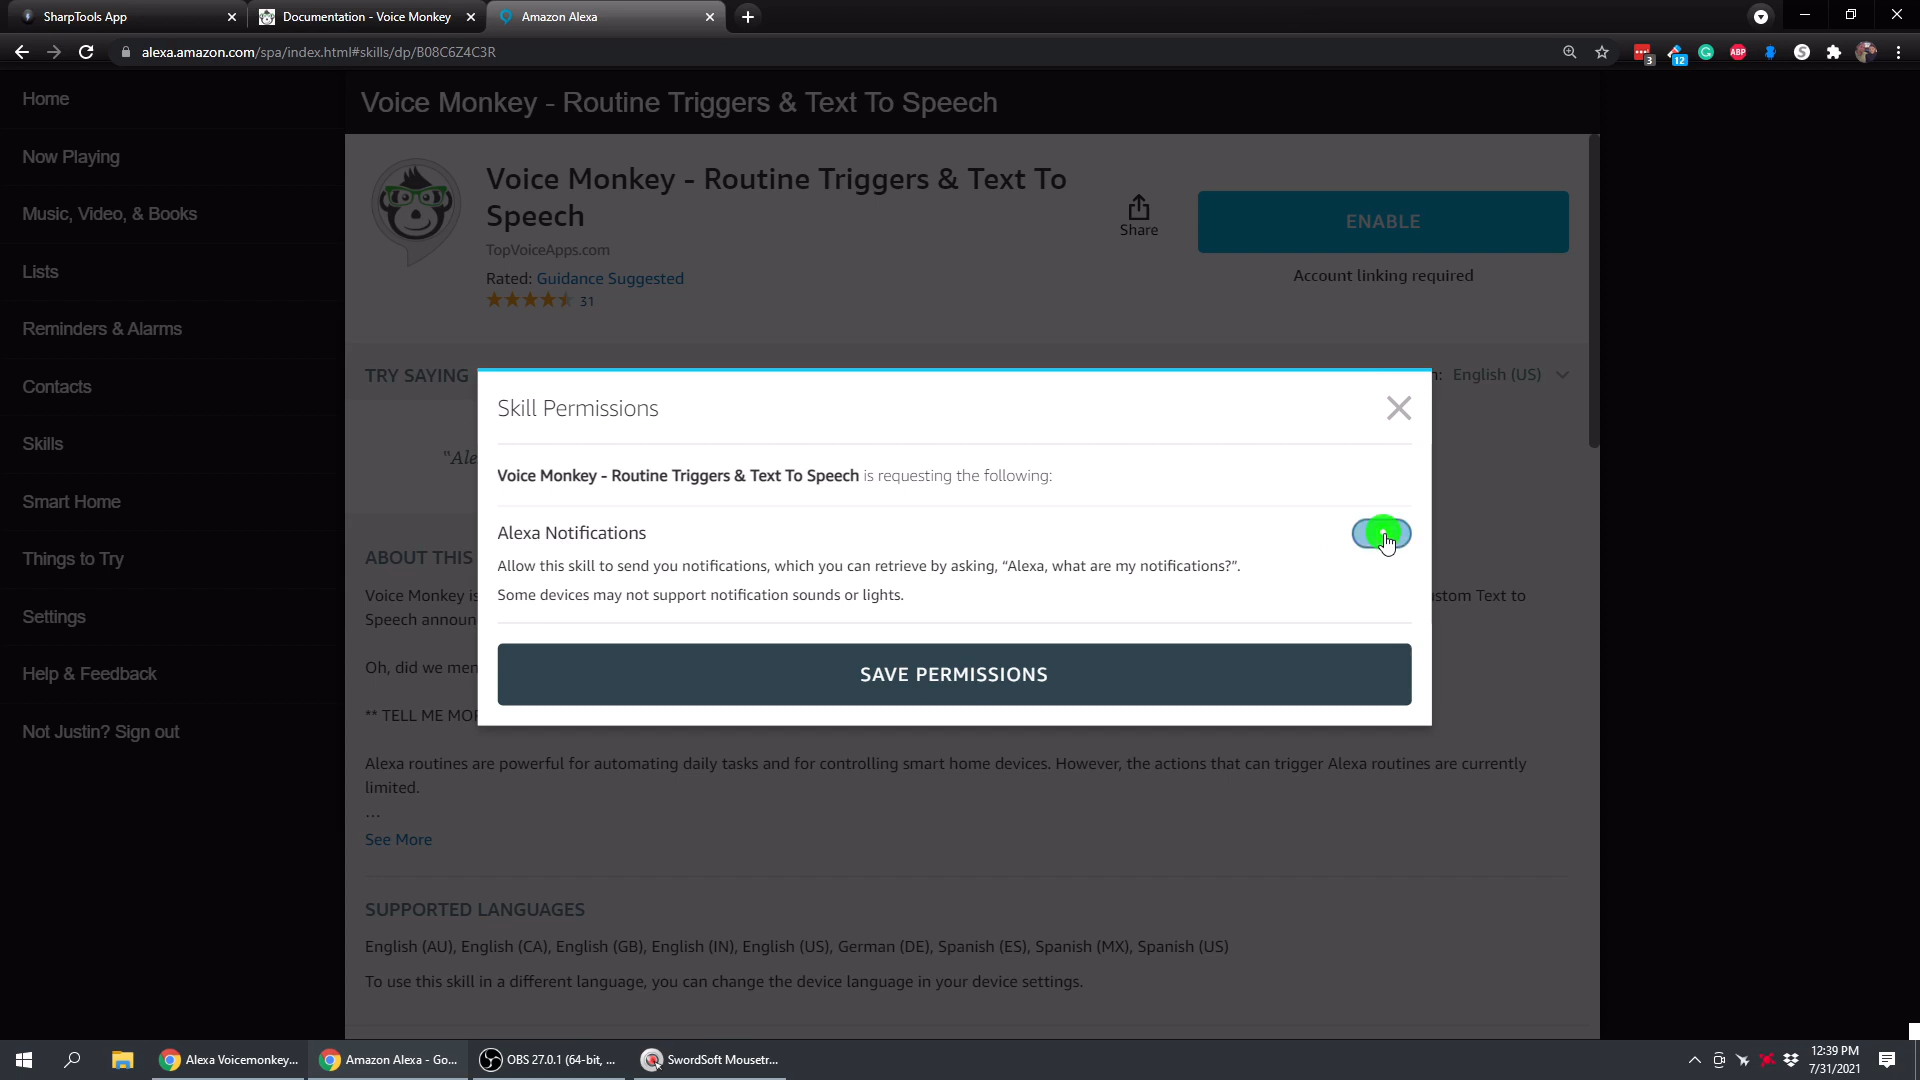 SharpTools App
Documentation - Voice Monkey
Amazon Alexa
alexa.amazon.com/spa/index.html#skills/dp/B08C6Z4C3R
3
12
ABP
Home
Now Playing
Music, Video, & Books
Lists
Reminders & Alarms
Contacts
Skills
Smart Home
Things to Try
Settings
Help & Feedback
Not Justin? Sign out
Voice Monkey - Routine Triggers & Text To Speech
Voice Monkey - Routine Triggers & Text To
Speech
TopVoiceApps.com
Rated: Guidance Suggested
31
Share
ENABLE
Account linking required
TRY SAYING
English (US)
"Ale
Skill Permissions
Voice Monkey - Routine Triggers & Text To Speech is requesting the following:
Alexa Notifications
Allow this skill to send you notifications, which you can retrieve by asking, “Alexa, what are my notifications?”.
Some devices may not support notification sounds or lights.
SAVE PERMISSIONS
ABOUT THIS
Voice Monkey is
stom Text to
Speech announ
Oh, did we men
** TELL ME MO
Alexa routines are powerful for automating daily tasks and for controlling smart home devices. However, the actions that can trigger Alexa routines are currently
limited.
...
See More
SUPPORTED LANGUAGES
English (AU), English (CA), English (GB), English (IN), English (US), German (DE), Spanish (ES), Spanish (MX), Spanish (US)
To use this skill in a different language, you can change the device language in your device settings.
Alexa Voicemonkey...
Amazon Alexa - Go...
OBS 27.0.1 (64-bit, ...
SwordSoft Mousetr...
12:39 PM
7/31/2021